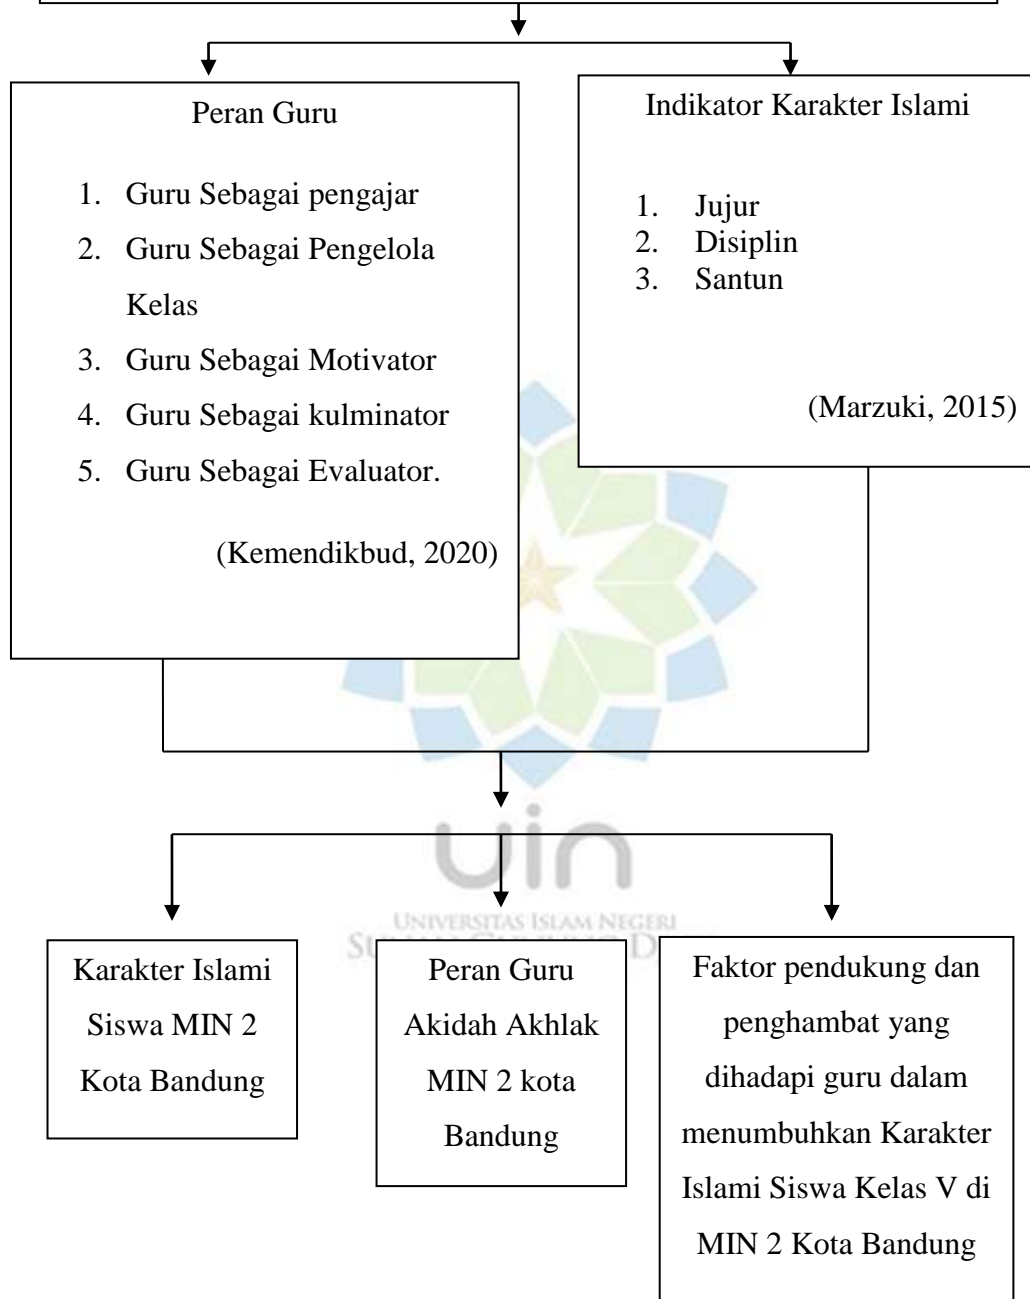 Peran Guru
1. Guru Sebagai pengajar
2. Guru Sebagai Pengelola
Kelas
3. Guru Sebagai Motivator
4. Guru Sebagai kulminator
5. Guru Sebagai Evaluator.
(Kemendikbud, 2020)
Indikator Karakter Islami
1. Jujur
2. Disiplin
3. Santun
(Marzuki, 2015)
uin
UNIVERSITAS ISLAM NEGERI
Karakter Islami
Siswa MIN 2
Kota Bandung
Peran Guru
Akidah Akhlak
MIN 2 kota
Bandung
Faktor pendukung dan
penghambat yang
dihadapi guru dalam
menumbuhkan Karakter
Islami Siswa Kelas V di
MIN 2 Kota Bandung